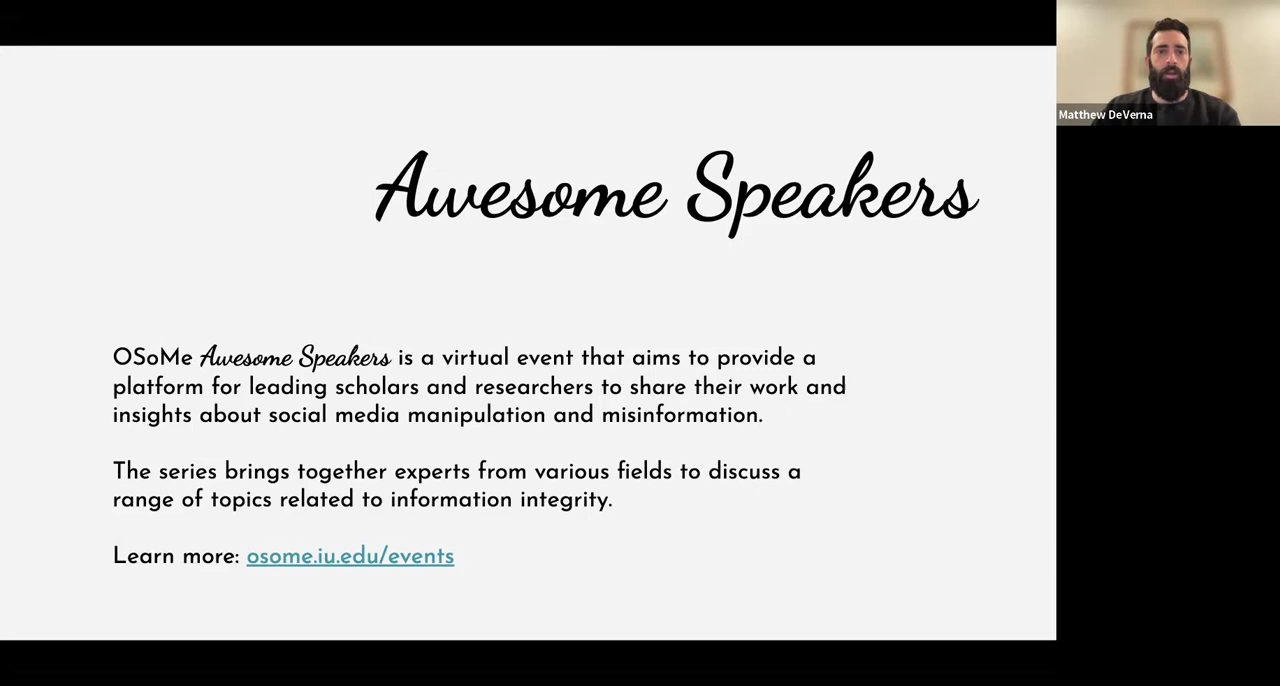 Awesome Speakers
OSoMe Awesome Speakers is a virtual event that aims to provide a
platform for leading scholars and researchers to share their work and
insights about social media manipulation and misinformation.
The series brings together experts from various fields to discuss a
range of topics related to information integrity.
Learn more: osome.iu.edu/events
Matthew DeVerna